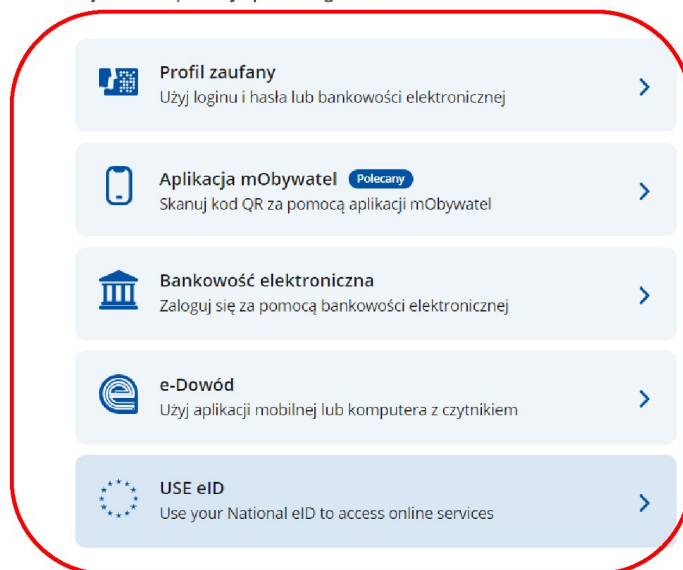 Profil zaufany
Użyj loginu i hasła lub bankowości elektronicznej
Aplikacja mObywatel Polecany
Skanuj kod QR za pomocą aplikacji mObywatel
Bankowość elektroniczna
Zaloguj się za pomocą bankowości elektronicznej
e-Dowód
Użyj aplikacji mobilnej lub komputera z czytnikiem
USE eID
Use your National eID to access online services